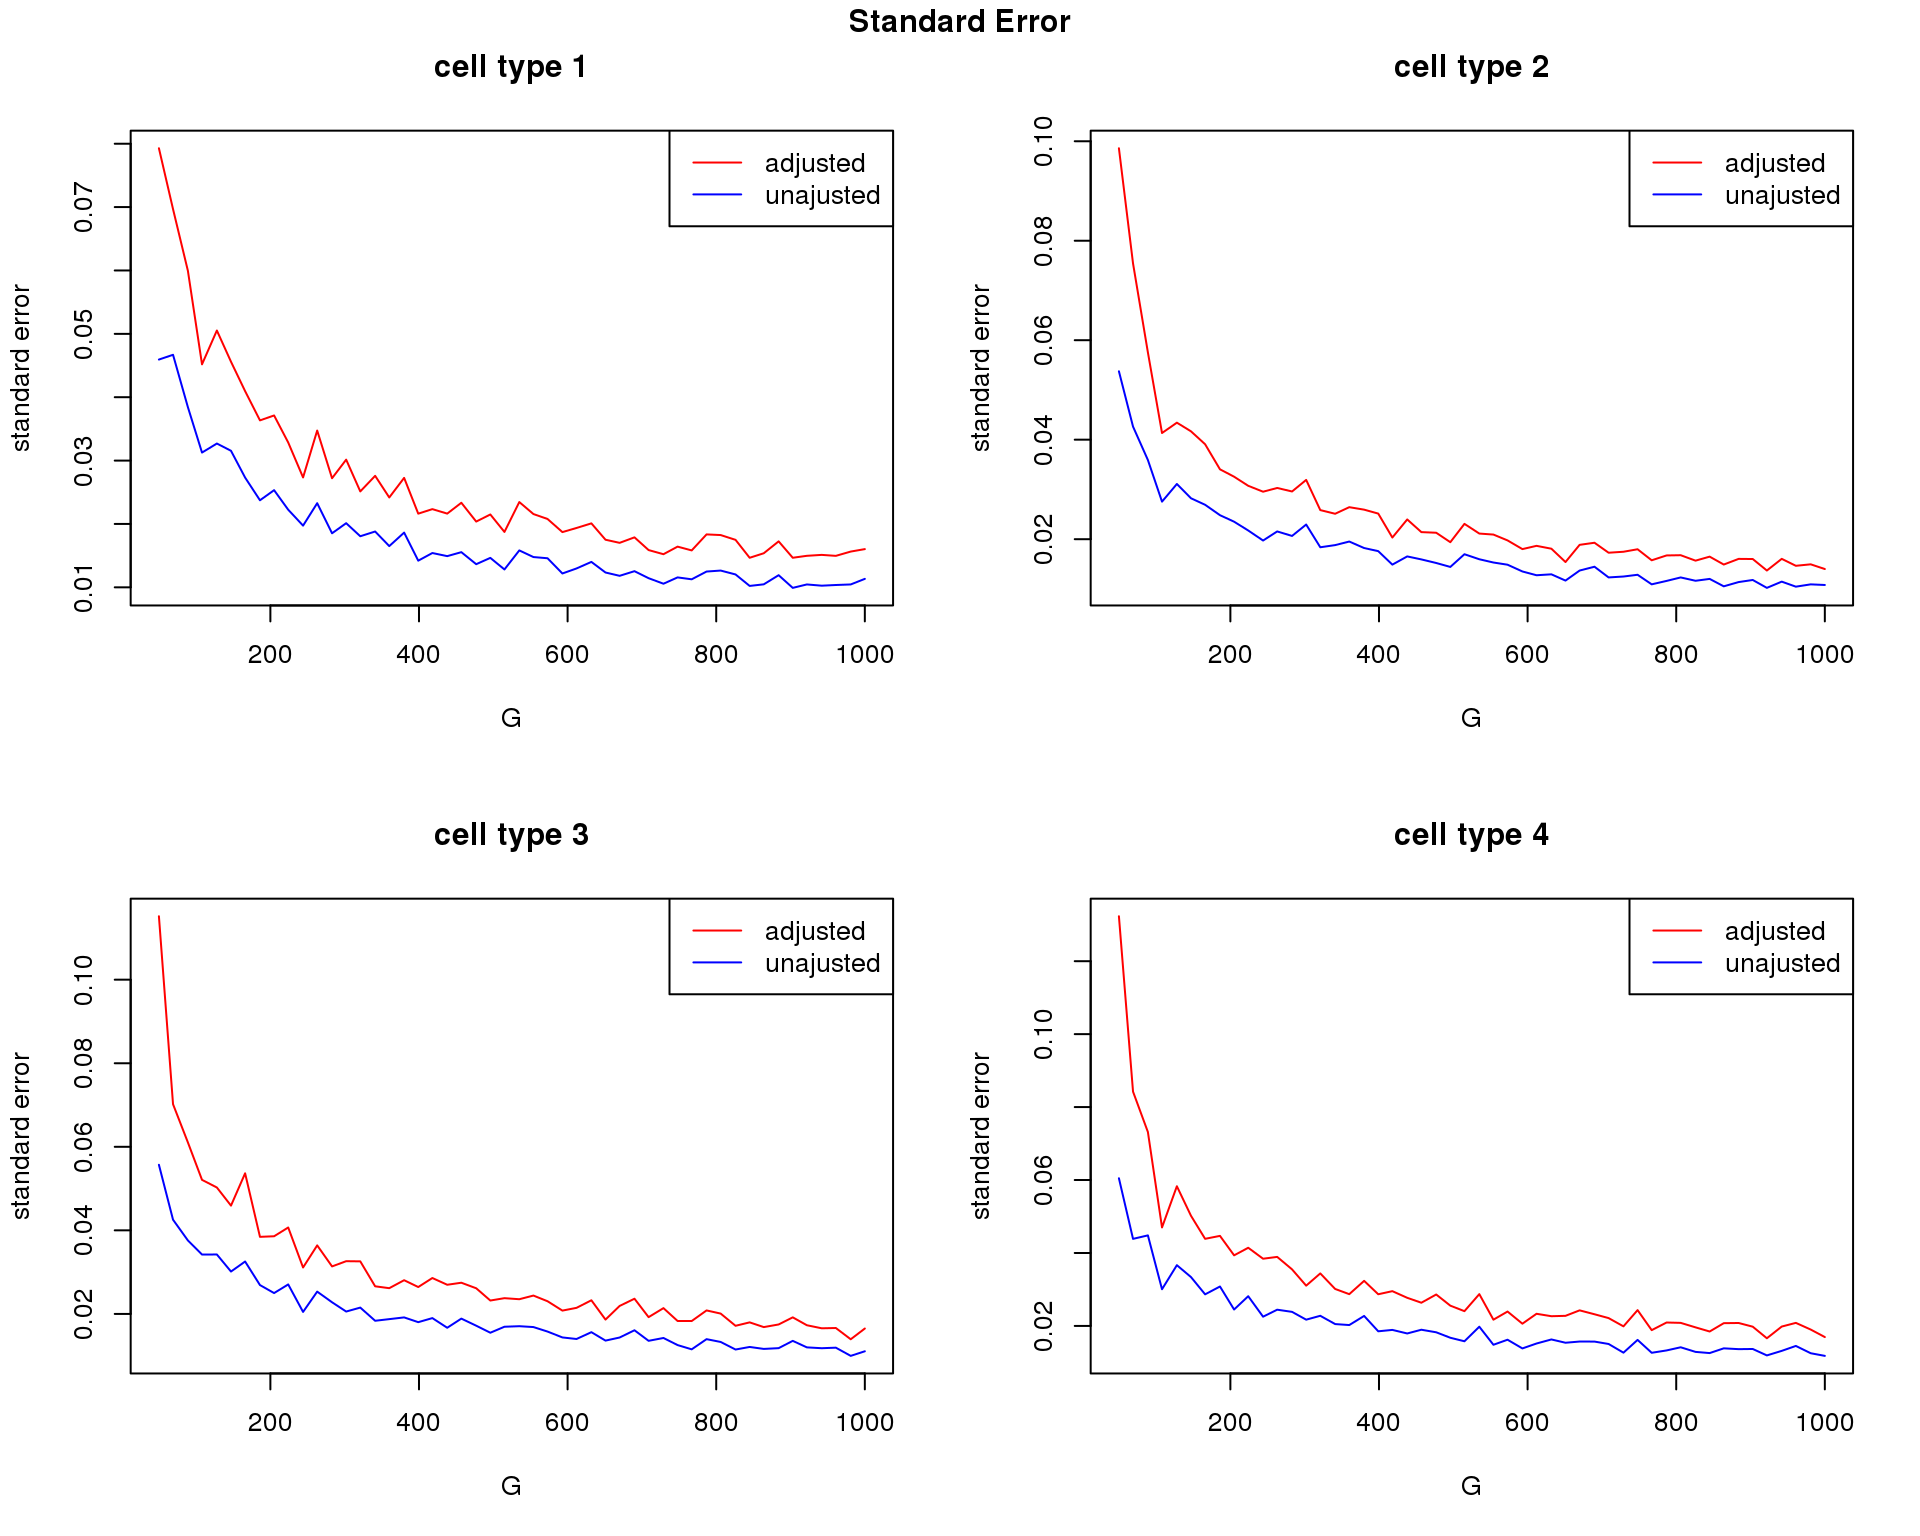 Standard Error
cell type 1
adjusted
unajusted
0.07
0.05
0.03
0.01
standard error
200 400 600 800 1000
G
cell type 2
adjusted
unajusted
0.10
0.08
0.06
0.04
0.02
standard error
200 400 600 800 1000
G
cell type 3
adjusted
unajusted
0.10
0.08
0.06
0.04
0.02
standard error
200 400 600 800 1000
G
cell type 4
adjusted
unajusted
0.10
0.06
0.02
standard error
200 400 600 800 1000
G